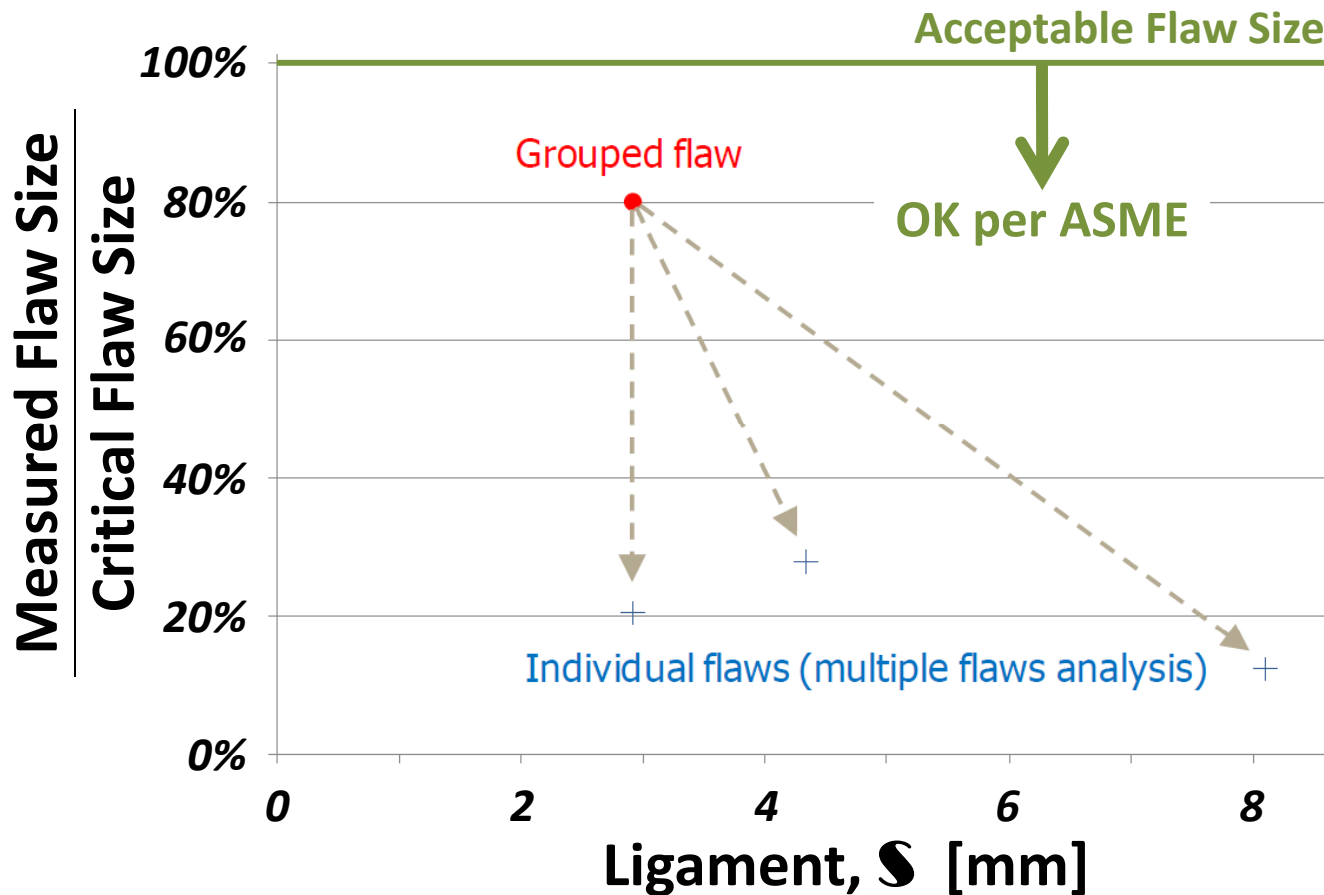 Acceptable Flaw Size
100%
Grouped flaw
80%
OK per ASME
60%
40%
20%
Individual flaws (multiple flaws analysis)
0%
Measured Flaw Size
Critical Flaw Size
0 2 4 6 8
Ligament, S [mm]